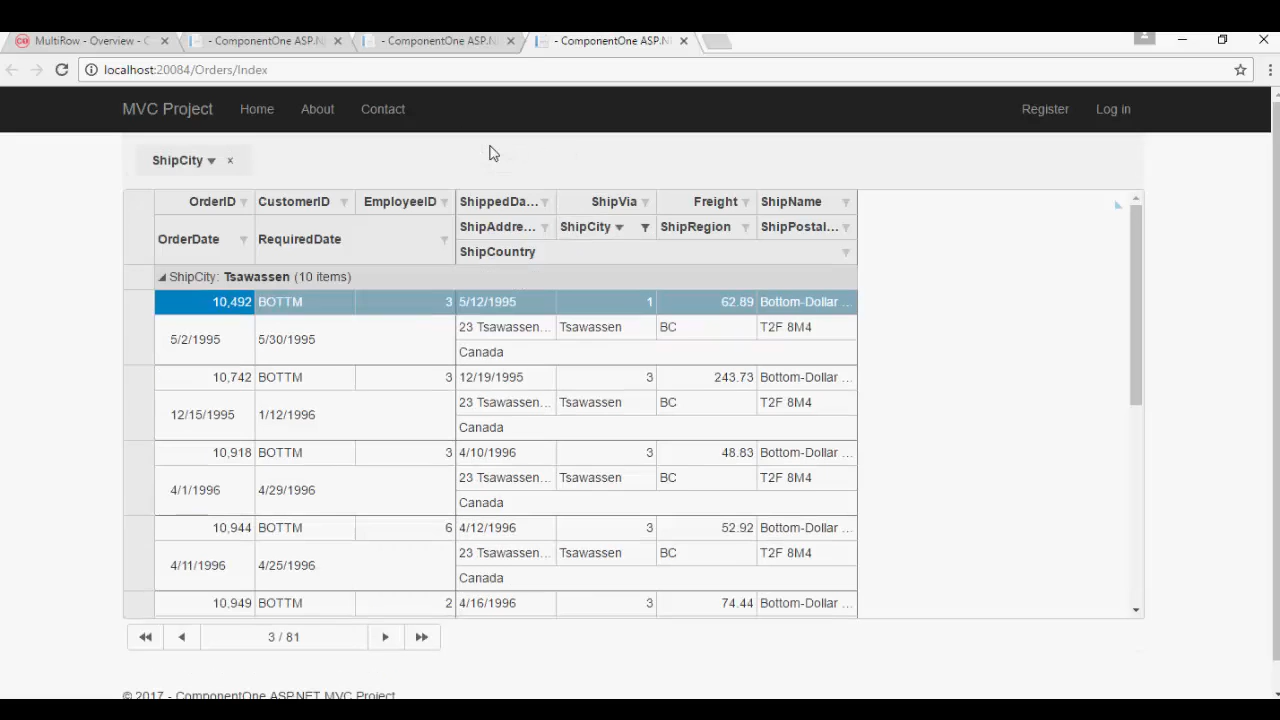 MultiRow - Overview - C
- ComponentOne ASP.N
- ComponentOne ASP.N
- ComponentOne ASP.N
localhost:20084/Orders/Index
MVC Project Home About Contact Register Log in
ShipCity ×
OrderID CustomerID EmployeeID ShippedDa... ShipVia Freight ShipName
ShipAddre... ShipCity ShipRegion ShipPostal...
OrderDate RequiredDate
ShipCountry
ShipCity: Tsawassen (10 items)
10,492 BOTTM 3 5/12/1995 1 62.89 Bottom-Dollar ...
23 Tsawassen... Tsawassen BC T2F 8M4
5/2/1995 5/30/1995
Canada
10,742 BOTTM 3 12/19/1995 3 243.73 Bottom-Dollar ...
23 Tsawassen... Tsawassen BC T2F 8M4
12/15/1995 1/12/1996
Canada
10,918 BOTTM 3 4/10/1996 3 48.83 Bottom-Dollar ...
23 Tsawassen... Tsawassen BC T2F 8M4
4/1/1996 4/29/1996
Canada
10,944 BOTTM 6 4/12/1996 3 52.92 Bottom-Dollar ...
23 Tsawassen... Tsawassen BC T2F 8M4
4/11/1996 4/25/1996
Canada
10,949 BOTTM 2 4/16/1996 3 74.44 Bottom-Dollar ...
3 / 81
© 2017 - ComponentOne ASP.NET MVC Project